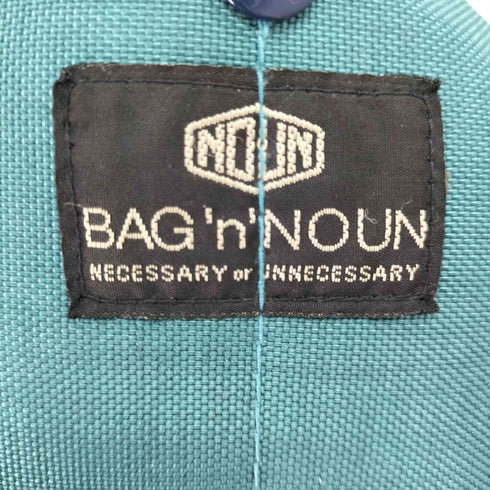 NOUN
BAG 'n' NOUN
NECESSARY or UNNECESSARY